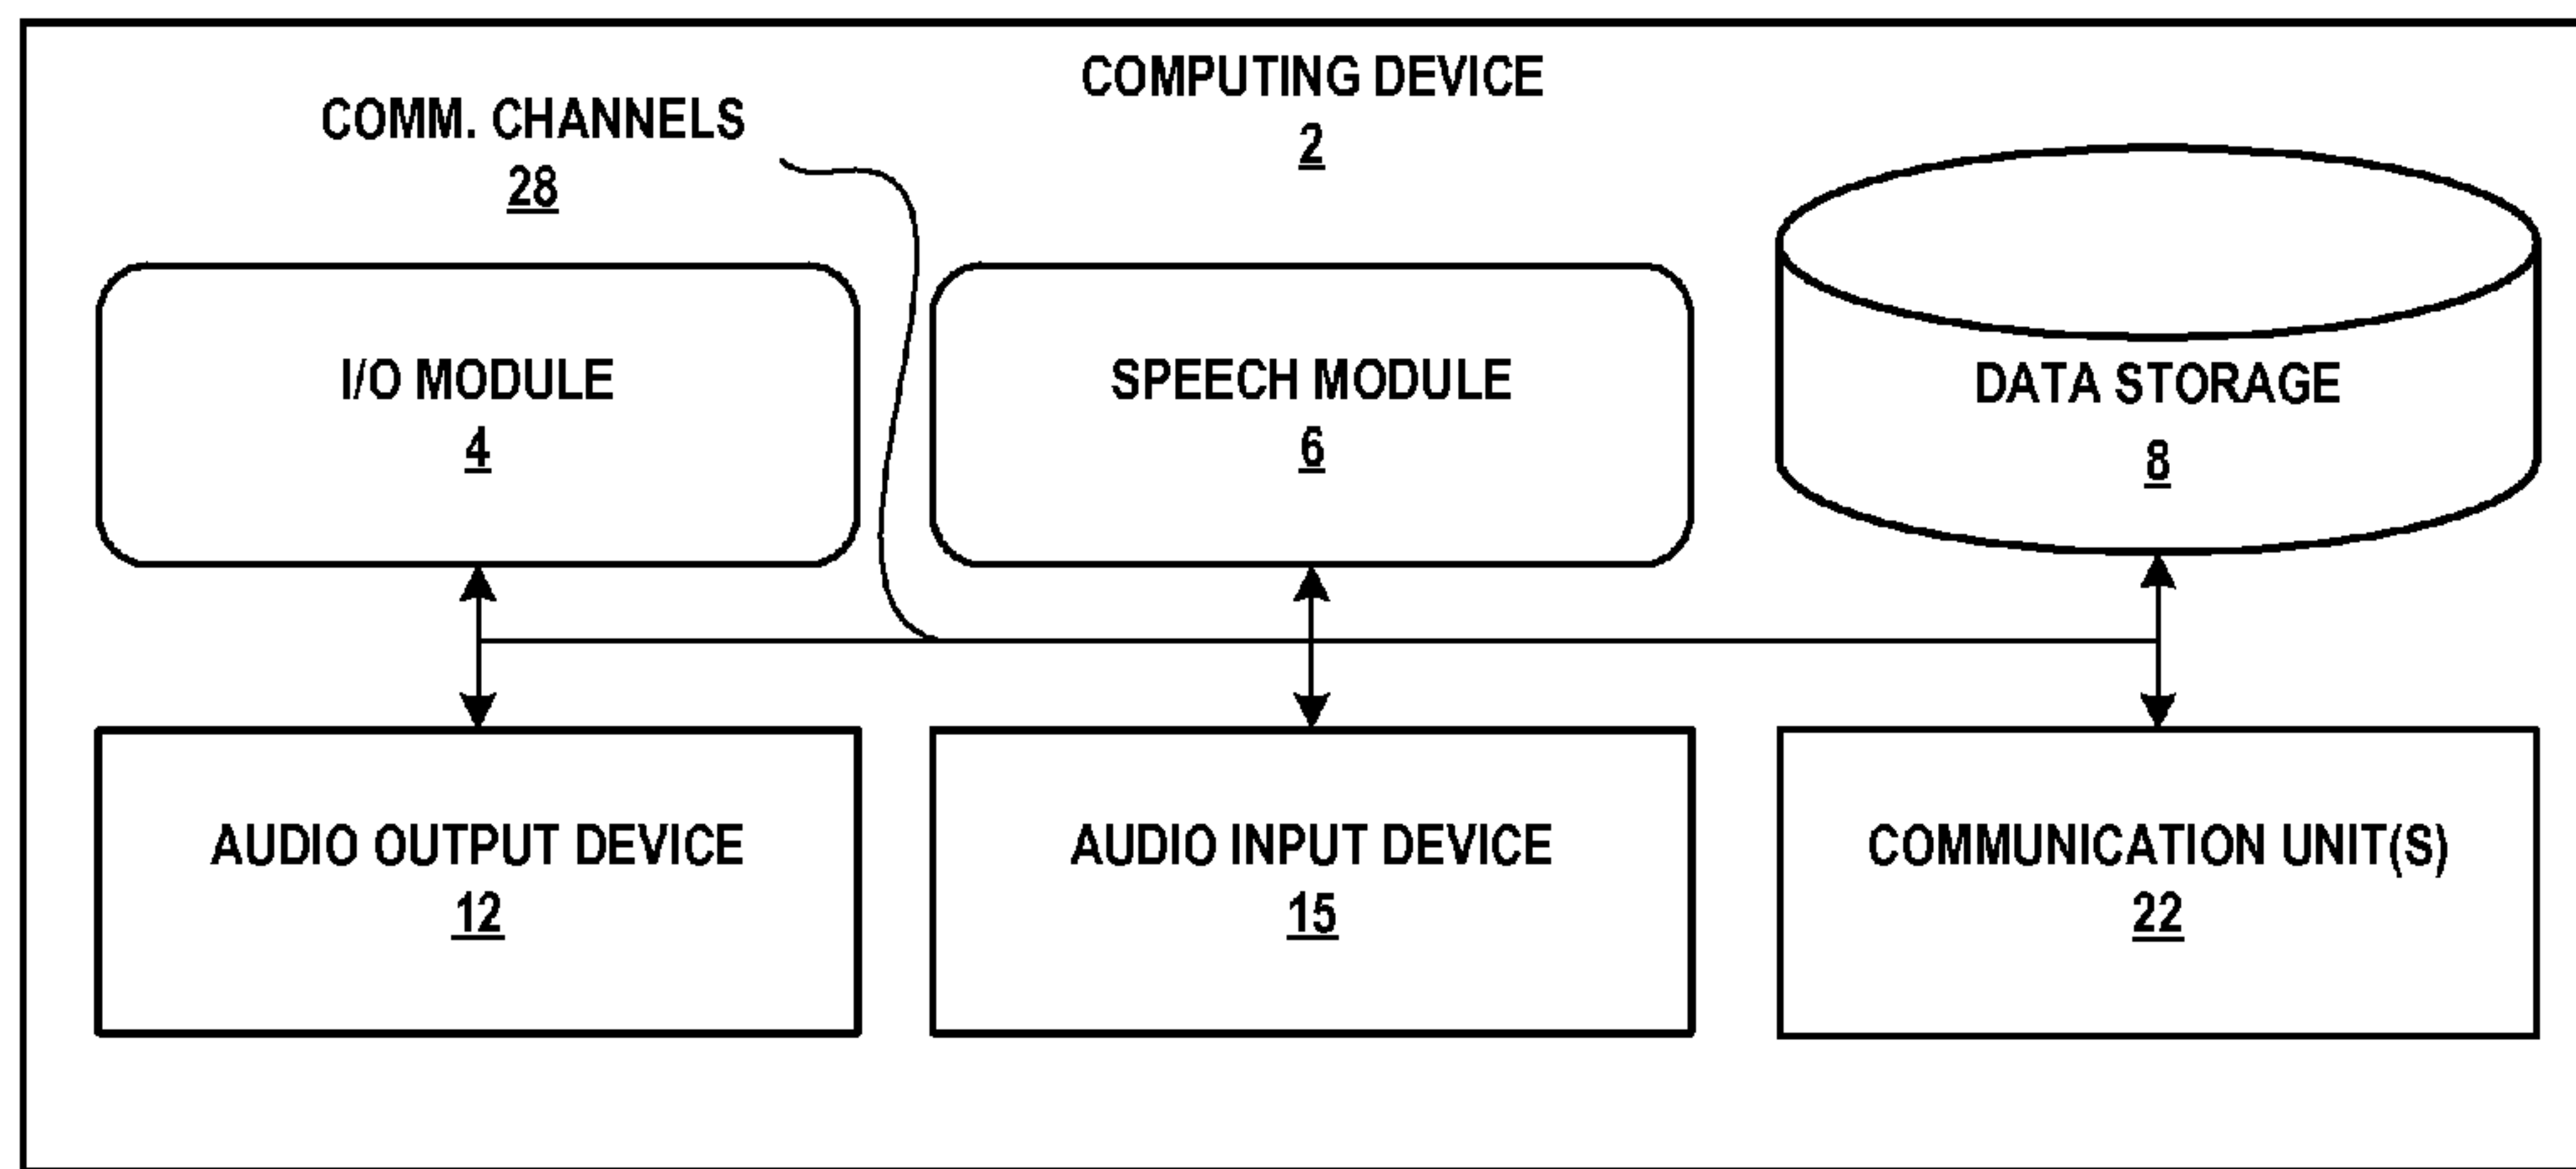 COMPUTING DEVICE
2
COMM. CHANNELS
28
I/O MODULE
4
SPEECH MODULE
6
DATA STORAGE
8
AUDIO OUTPUT DEVICE
12
AUDIO INPUT DEVICE
15
COMMUNICATION UNIT(S)
22